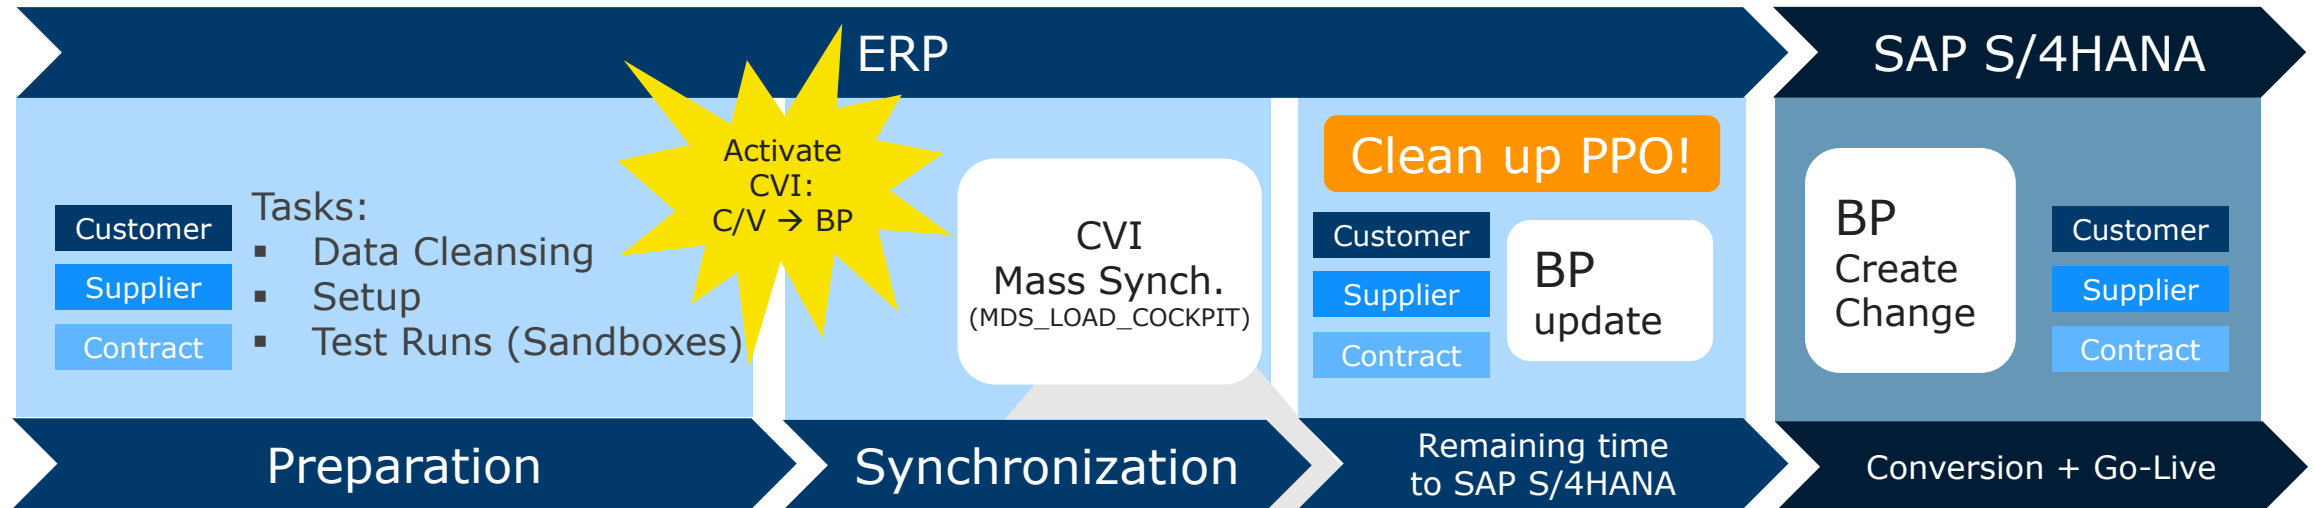 ERP
SAP S/4HANA
Customer
Supplier
Contract
Tasks:
▪ Data Cleansing
▪ Setup
▪ Test Runs (Sandboxes)
Activate
CVI:
C/V → BP
CVI
Mass Synch.
(MDS_LOAD_COCKPIT)
Clean up PPO!
Customer
Supplier
Contract
BP
update
BP
Create
Change
Customer
Supplier
Contract
Preparation
Synchronization
Remaining time
to SAP S/4HANA
Conversion + Go-Live